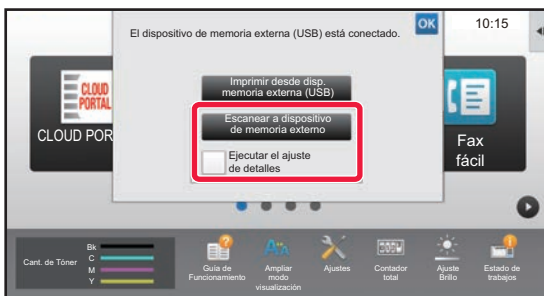 El dispositivo de memoria externa (USB) está conectado.
OK
10:15
Imprimir desde disp.
memoria externa (USB)
Escanear a dispositivo
de memoria externo
Ejecutar el ajuste
de detalles
CLOUD
PORTAL
CLOUD POR
Fax
fácil
Cant. de Tóner
Bk
C
M
Y
Guía de
Funcionamiento
Ampliar
modo
visualización
Ajustes
Contador
total
Ajuste
Brillo
Estado de
trabajos